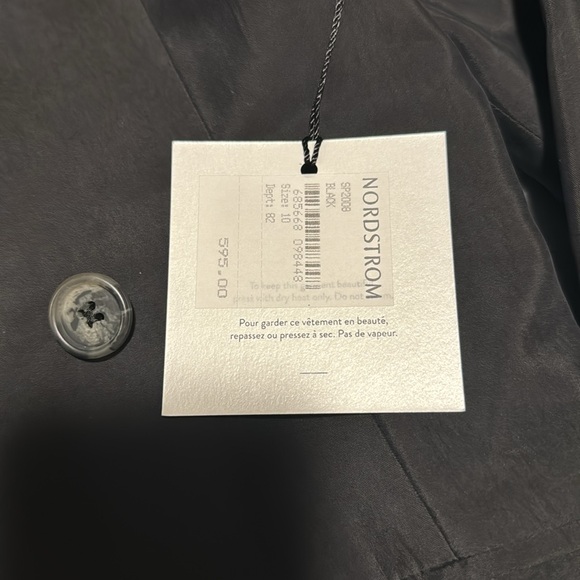 NORDSTROM
SP2008
BLACK
685668 098448
Size: 10
Dept: 82
595.00
To keep this garment beautiful,
great with dry heat only. Do not
Pour garder ce vêtement en beauté,
repassez ou pressez à sec. Pas de vapeur.